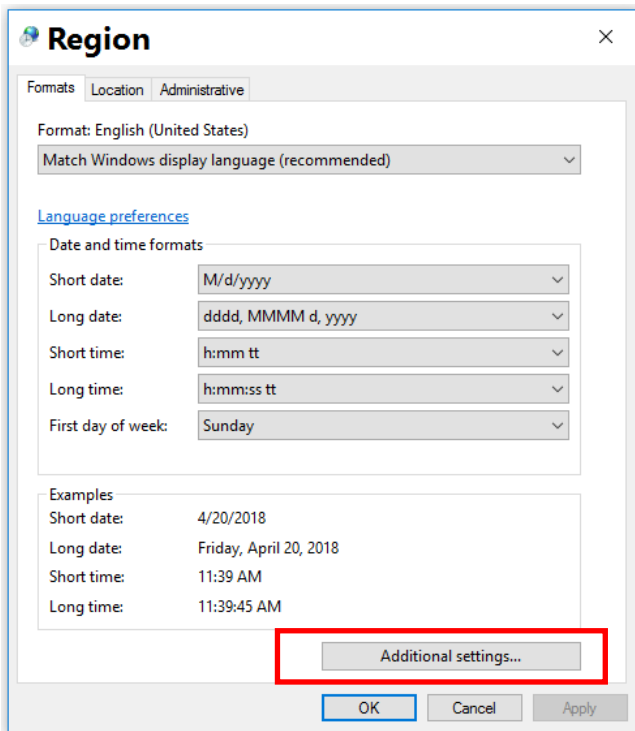 Region
Formats Location Administrative
Format: English (United States)
Match Windows display language (recommended)
Language preferences
Date and time formats
Short date: M/d/yyyy
Long date: dddd, MMMM d, yyyy
Short time: h:mm tt
Long time: h:mm:ss tt
First day of week: Sunday
Examples
Short date: 4/20/2018
Long date: Friday, April 20, 2018
Short time: 11:39 AM
Long time: 11:39:45 AM
Additional settings...
OK Cancel Apply